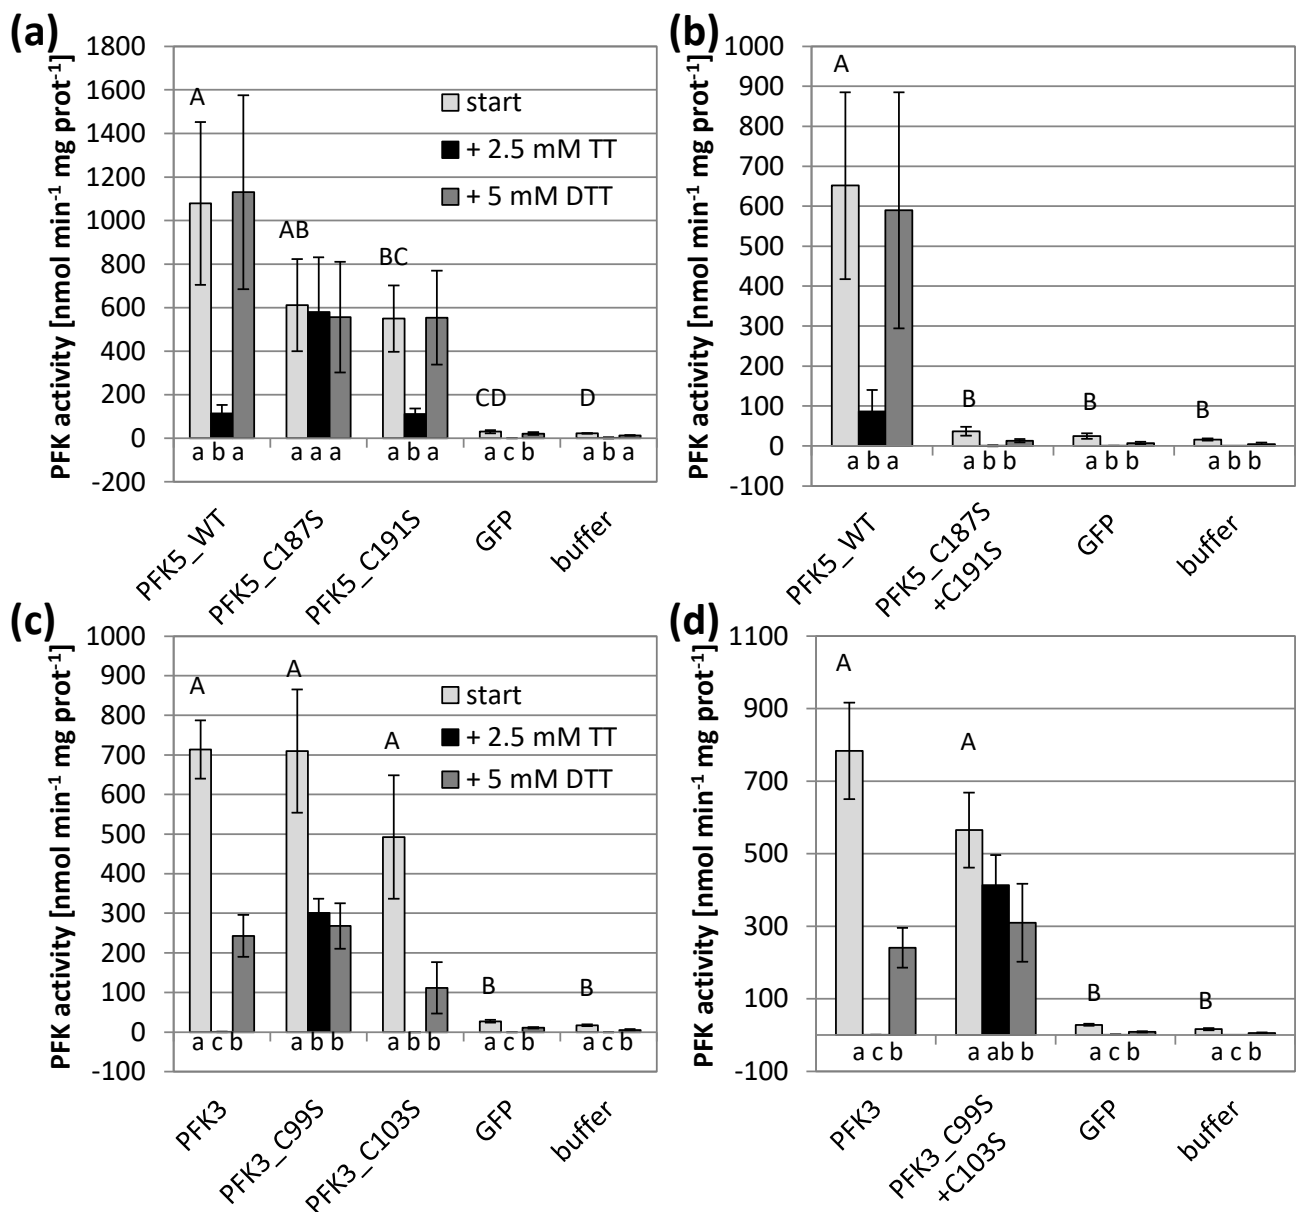 (a)
PFK activity [nmol min⁻¹ mg prot⁻¹]
1800
1600
1400
1200
1000
800
600
400
200
0
-200
start
+ 2.5 mM TT
+ 5 mM DTT
A
AB
BC
CD
D
a b a
a a a
a b a
a c b
a b a
PFK5_WT
PFK5_C187S
PFK5_C191S
GFP
buffer
(b)
PFK activity [nmol min⁻¹ mg prot⁻¹]
1000
900
800
700
600
500
400
300
200
100
0
-100
A
B
B
B
a b a
a b b
a b b
a b b
PFK5_WT
PFK5_C187S
+C191S
GFP
buffer
(c)
PFK activity [nmol min⁻¹ mg prot⁻¹]
1000
900
800
700
600
500
400
300
200
100
0
-100
start
+ 2.5 mM TT
+ 5 mM DTT
A
A
A
B
B
a c b
a b b
a b b
a c b
a c b
PFK3
PFK3_C99S
PFK3_C103S
GFP
buffer
(d)
PFK activity [nmol min⁻¹ mg prot⁻¹]
1100
900
700
500
300
100
-100
A
A
B
B
a c b
a ab b
a c b
a c b
PFK3
PFK3_C99S
+C103S
GFP
buffer